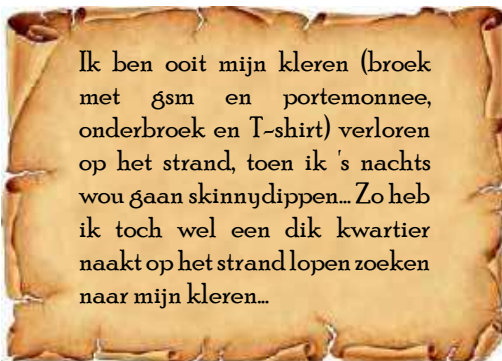 Ik ben ooit mijn kleren (broek
met gsm en portemonnee,
onderbroek en T-shirt) verloren
op het strand, toen ik 's nachts
wou gaan skinnydippen... Zo heb
ik toch wel een dik kwartier
naakt op het strand lopen zoeken
naar mijn kleren...